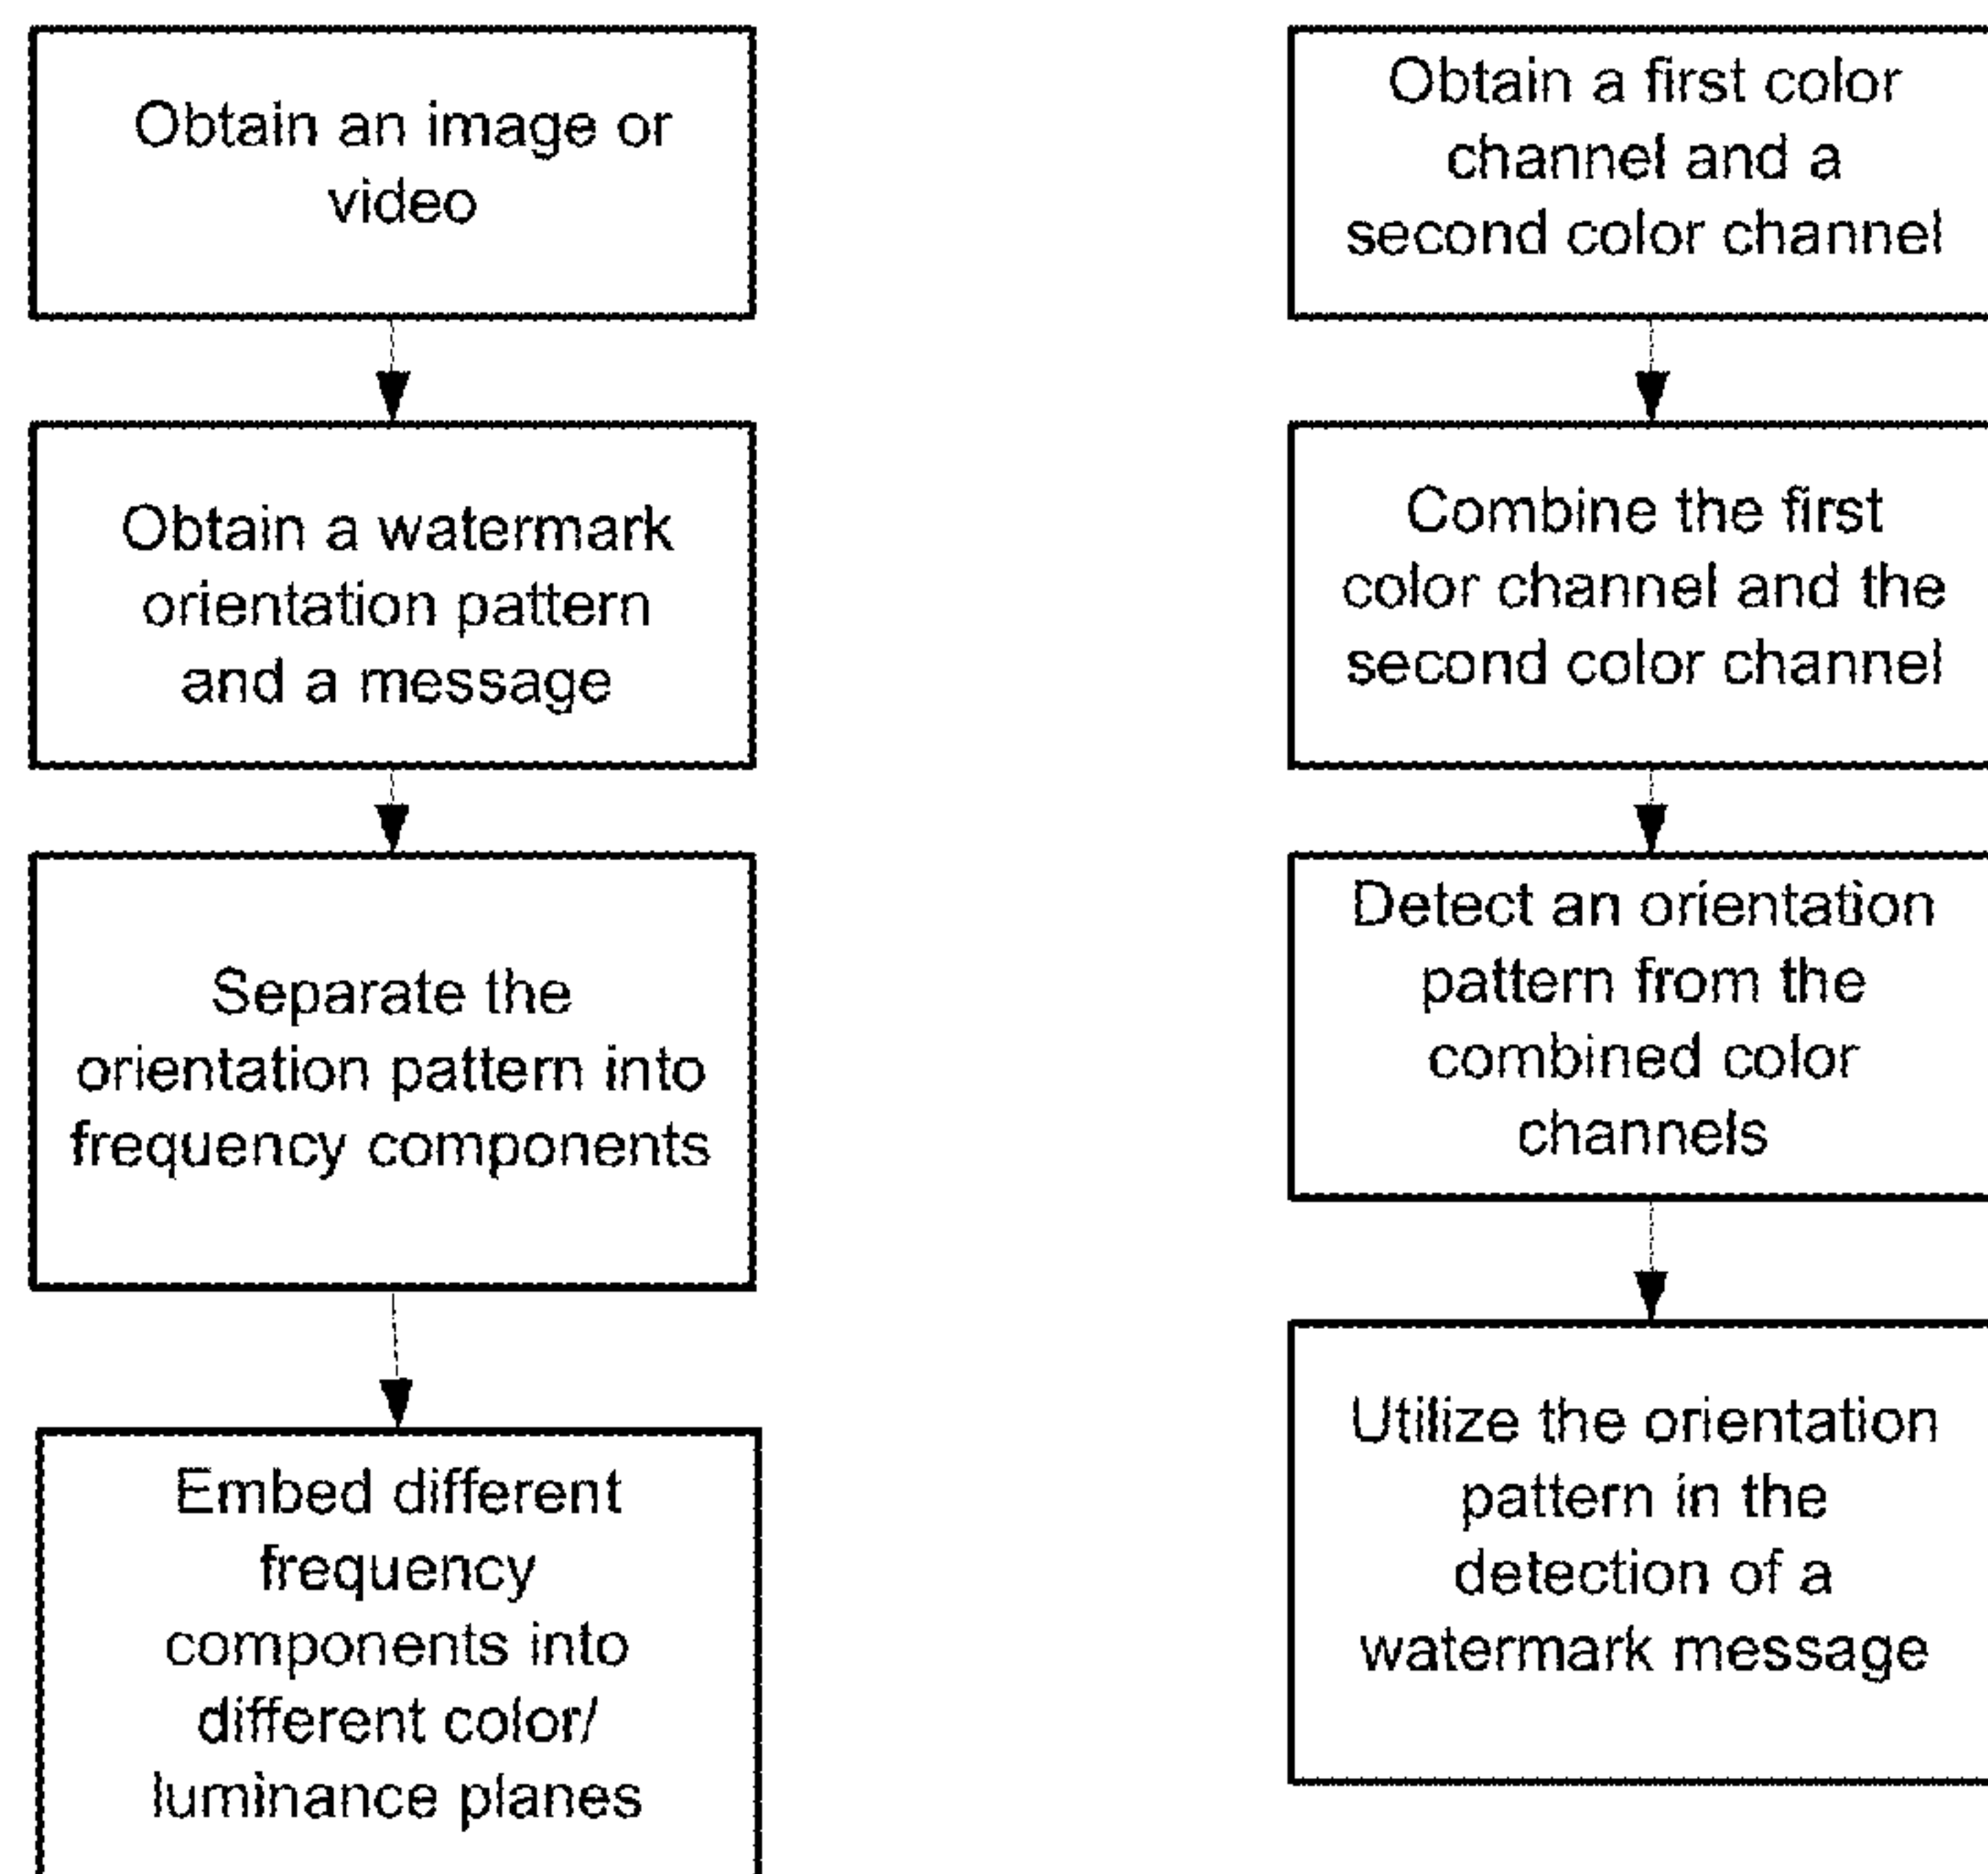 Obtain an image or
video
Obtain a watermark
orientation pattern
and a message
Separate the
orientation pattern into
frequency components
Embed different
frequency
components into
different color/
luminance planes
Obtain a first color
channel and a
second color channel
Combine the first
color channel and the
second color channel
Detect an orientation
pattern from the
combined color
channels
Utilize the orientation
pattern in the
detection of a
watermark message